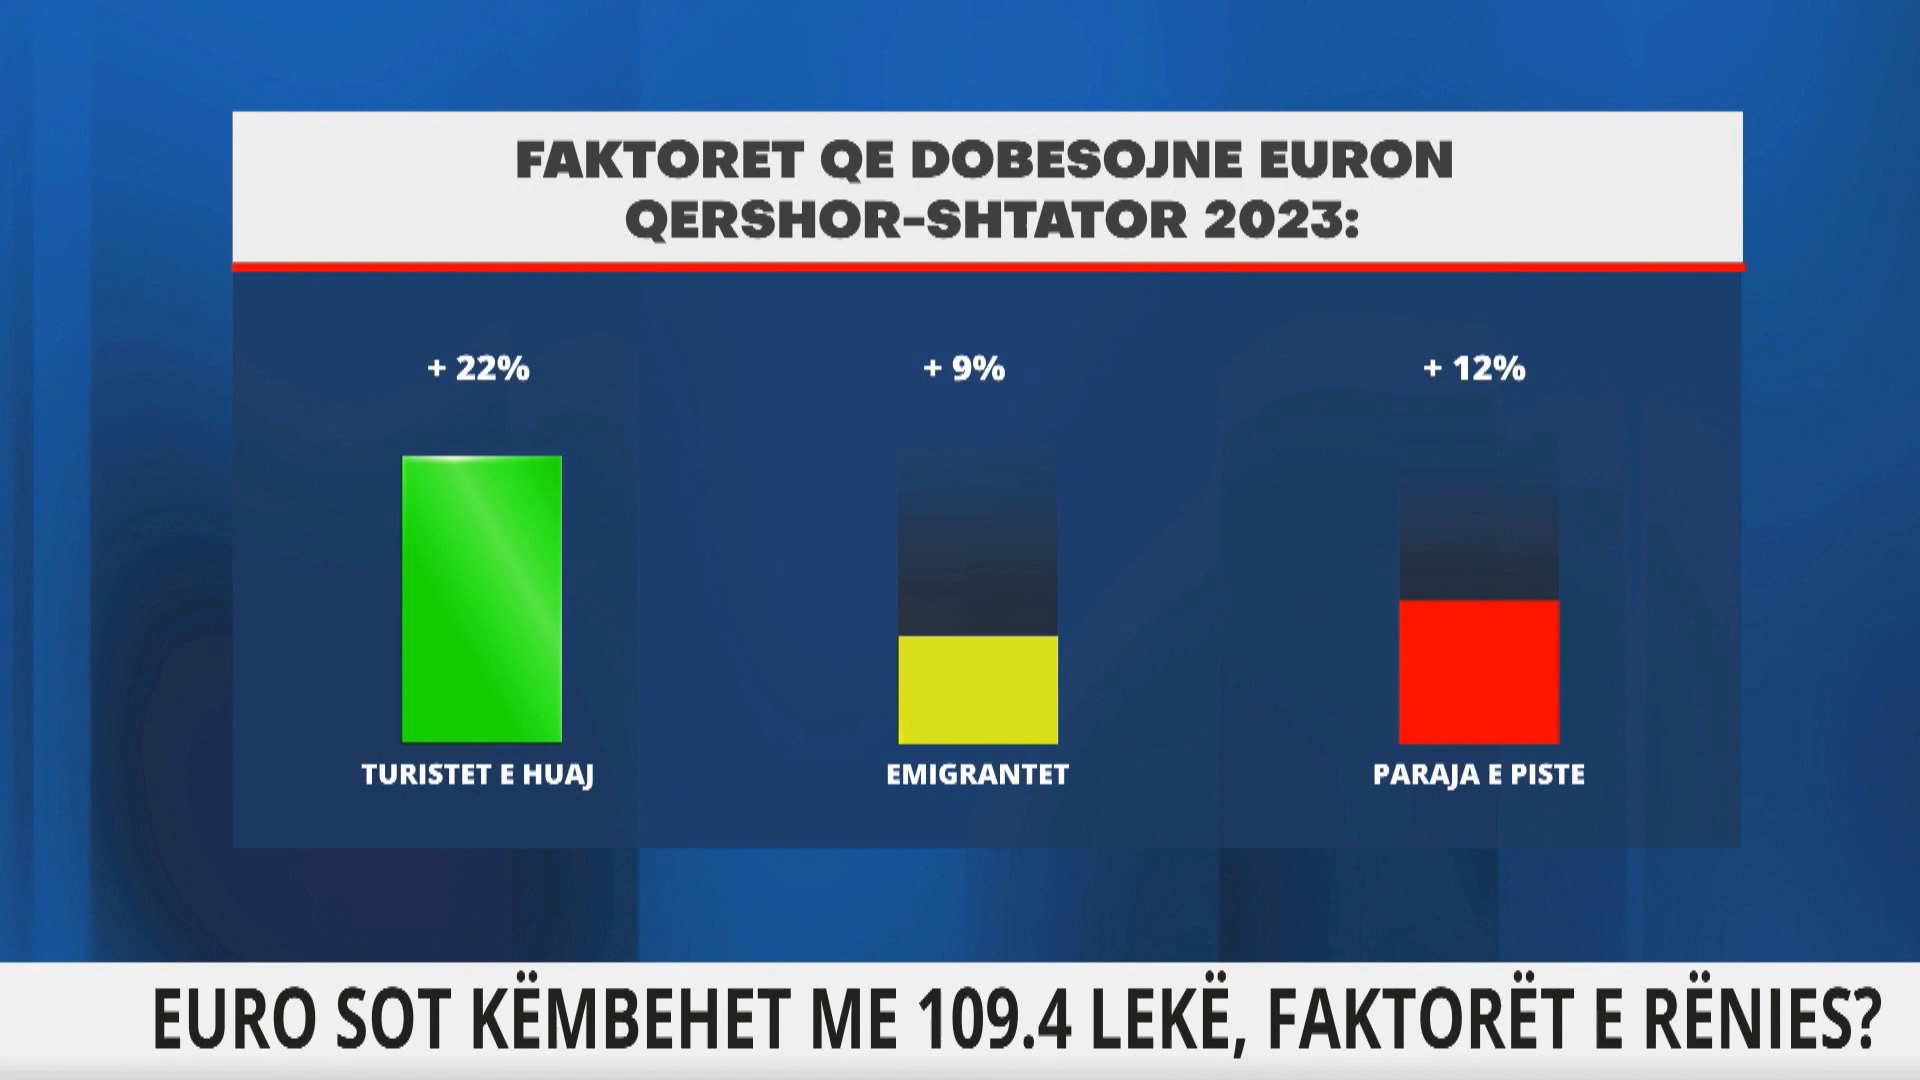 FAKTORET QE DOBESOJNE EURON
QERSHOR-SHTATOR 2023:
+ 22%
+ 9%
+ 12%
TURISTET E HUAJ
EMIGRANTET
PARAJA E PISTE
EURO SOT KËMBEHET ME 109.4 LEKË, FAKTORËT E RËNIES?